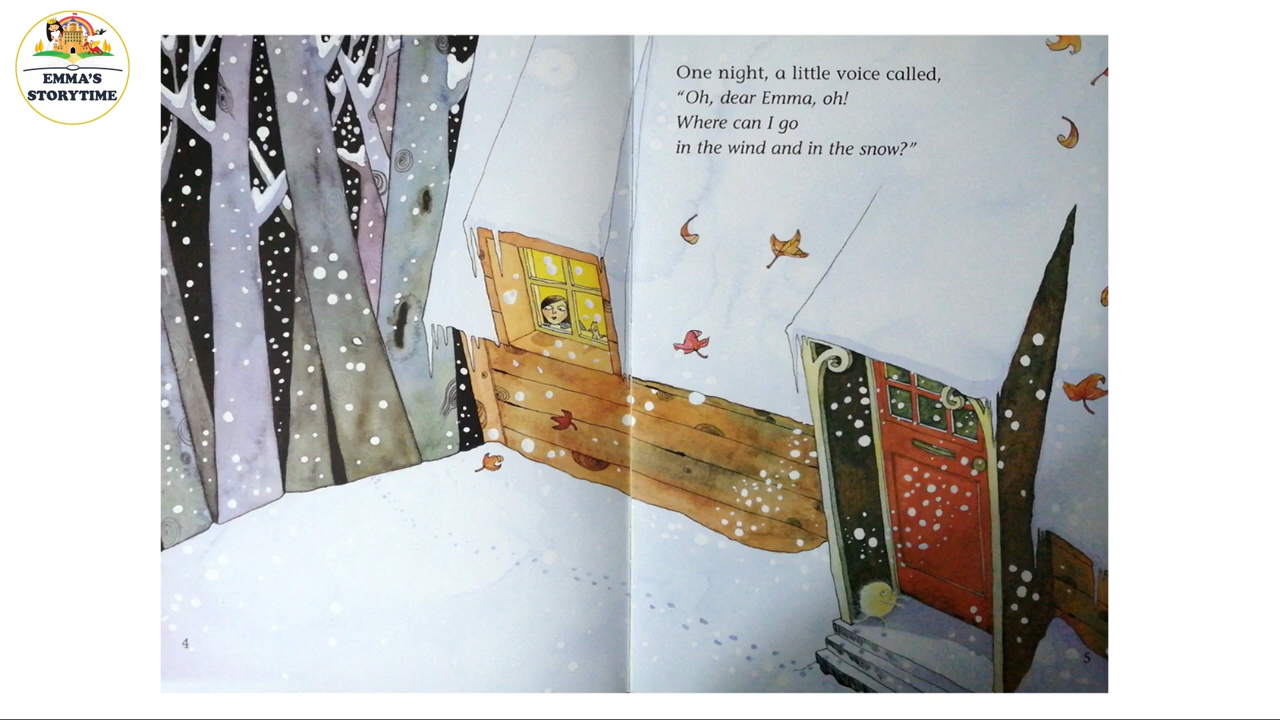 EMMA'S
STORYTIME
One night, a little voice called,
“Oh, dear Emma, oh!
Where can I go
in the wind and in the snow?”
4
5